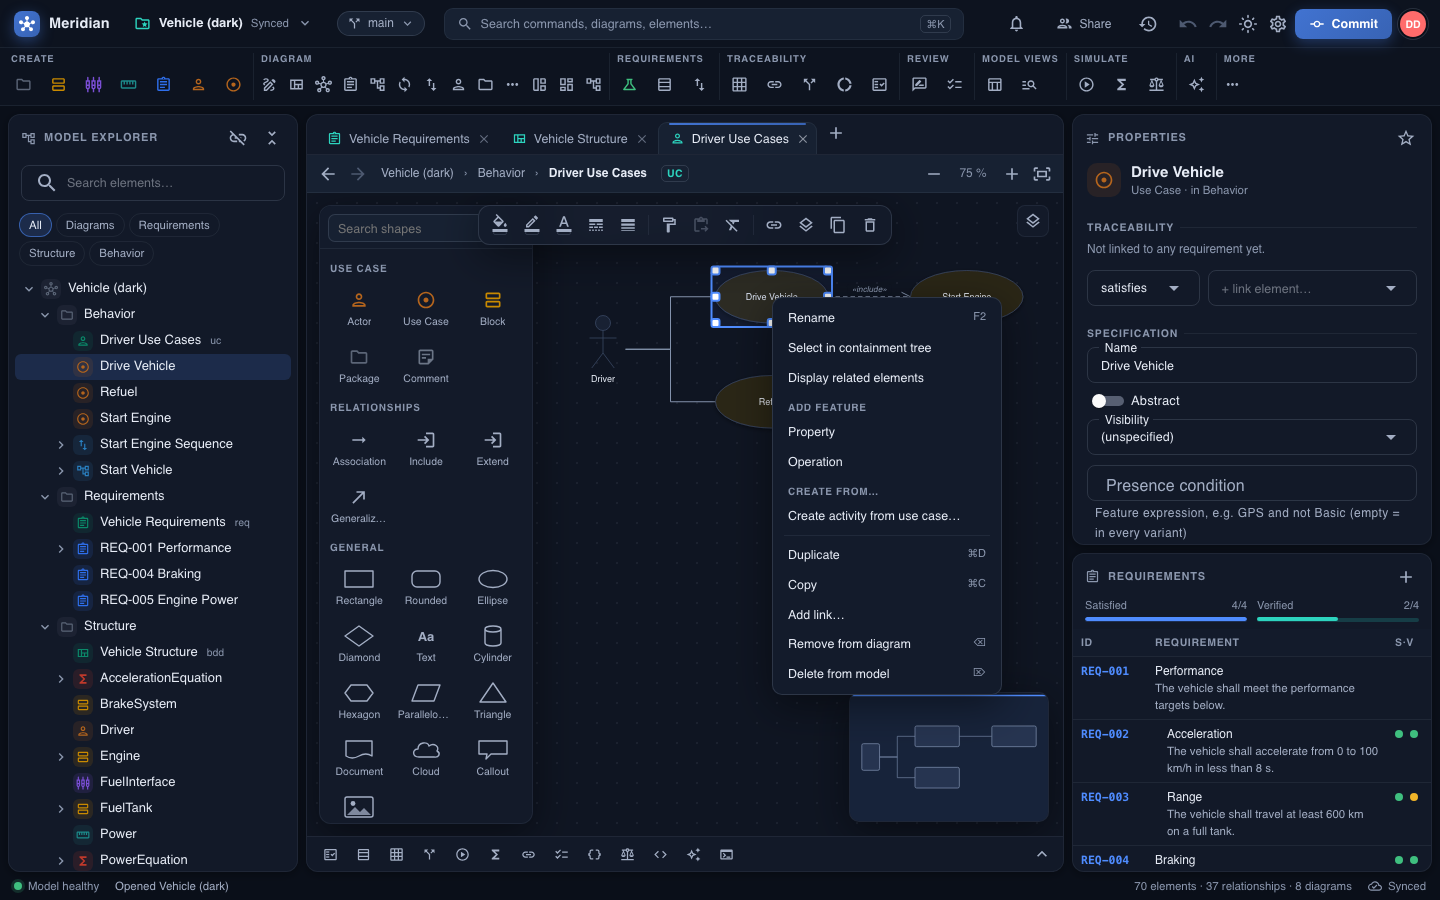 Meridian
Vehicle (dark) Synced
main
Search commands, diagrams, elements… ⌘K
Share
Commit
DD
CREATE
DIAGRAM
REQUIREMENTS
TRACEABILITY
REVIEW
MODEL VIEWS
SIMULATE
AI
MORE
MODEL EXPLORER
Search elements…
All
Diagrams
Requirements
Structure
Behavior
Vehicle (dark)
Behavior
Driver Use Cases uc
Drive Vehicle
Refuel
Start Engine
Start Engine Sequence
Start Vehicle
Requirements
Vehicle Requirements req
REQ-001 Performance
REQ-004 Braking
REQ-005 Engine Power
Structure
Vehicle Structure bdd
AccelerationEquation
BrakeSystem
Driver
Engine
FuelInterface
FuelTank
Power
PowerEquation
Vehicle Requirements
Vehicle Structure
Driver Use Cases
Vehicle (dark) › Behavior › Driver Use Cases UC
75 %
Search shapes
USE CASE
Actor
Use Case
Block
Package
Comment
RELATIONSHIPS
Association
Include
Extend
Generaliz…
GENERAL
Rectangle
Rounded
Ellipse
Diamond
Aa
Text
Cylinder
Hexagon
Parallelo…
Triangle
Document
Cloud
Callout
Driver
Drive Vehicle
«include»
Start Engine
Ref
Rename F2
Select in containment tree
Display related elements
ADD FEATURE
Property
Operation
CREATE FROM…
Create activity from use case…
Duplicate ⌘D
Copy ⌘C
Add link…
Remove from diagram ⌫
Delete from model ⌦
PROPERTIES
Drive Vehicle
Use Case · in Behavior
TRACEABILITY
Not linked to any requirement yet.
satisfies
+ link element…
SPECIFICATION
Name
Drive Vehicle
Abstract
Visibility
(unspecified)
Presence condition
Feature expression, e.g. GPS and not Basic (empty =
in every variant)
REQUIREMENTS
Satisfied 4/4
Verified 2/4
ID REQUIREMENT S·V
REQ-001 Performance
The vehicle shall meet the performance
targets below.
REQ-002 Acceleration
The vehicle shall accelerate from 0 to 100
km/h in less than 8 s.
REQ-003 Range
The vehicle shall travel at least 600 km
on a full tank.
REQ-004 Braking
Model healthy
Opened Vehicle (dark)
70 elements · 37 relationships · 8 diagrams
Synced